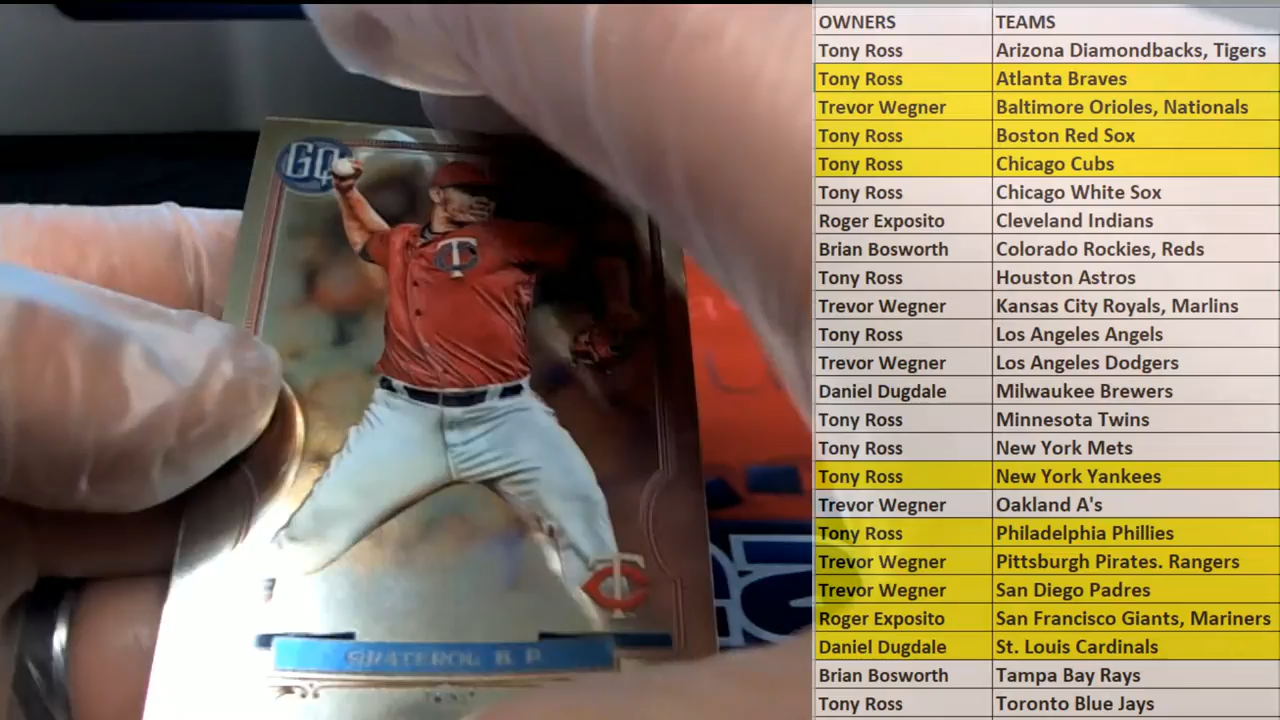 GQ
T
TC
GRATEROL B. P.
TWINS
OWNERS TEAMS
Tony Ross Arizona Diamondbacks, Tigers
Tony Ross Atlanta Braves
Trevor Wegner Baltimore Orioles, Nationals
Tony Ross Boston Red Sox
Tony Ross Chicago Cubs
Tony Ross Chicago White Sox
Roger Exposito Cleveland Indians
Brian Bosworth Colorado Rockies, Reds
Tony Ross Houston Astros
Trevor Wegner Kansas City Royals, Marlins
Tony Ross Los Angeles Angels
Trevor Wegner Los Angeles Dodgers
Daniel Dugdale Milwaukee Brewers
Tony Ross Minnesota Twins
Tony Ross New York Mets
Tony Ross New York Yankees
Trevor Wegner Oakland A's
Tony Ross Philadelphia Phillies
Trevor Wegner Pittsburgh Pirates. Rangers
Trevor Wegner San Diego Padres
Roger Exposito San Francisco Giants, Mariners
Daniel Dugdale St. Louis Cardinals
Brian Bosworth Tampa Bay Rays
Tony Ross Toronto Blue Jays